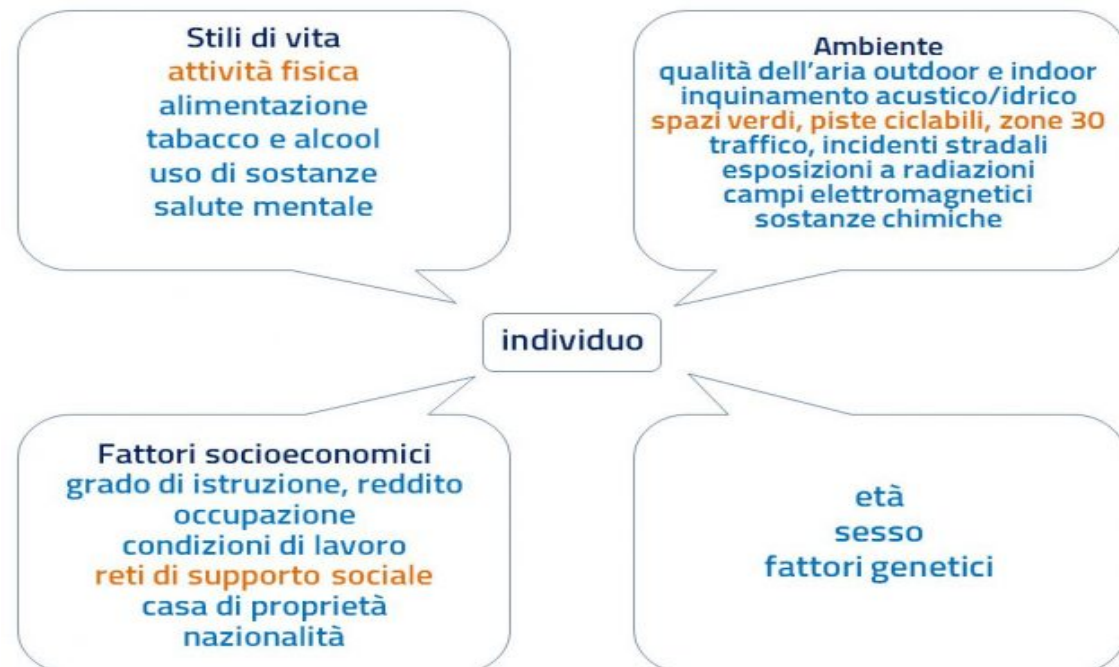 Stili di vita
attività fisica
alimentazione
tabacco e alcool
uso di sostanze
salute mentale
Ambiente
qualità dell'aria outdoor e indoor
inquinamento acustico/idrico
spazi verdi, piste ciclabili, zone 30
traffico, incidenti stradali
esposizioni a radiazioni
campi elettromagnetici
sostanze chimiche
individuo
Fattori socioeconomici
grado di istruzione, reddito
occupazione
condizioni di lavoro
reti di supporto sociale
casa di proprietà
nazionalità
età
sesso
fattori genetici